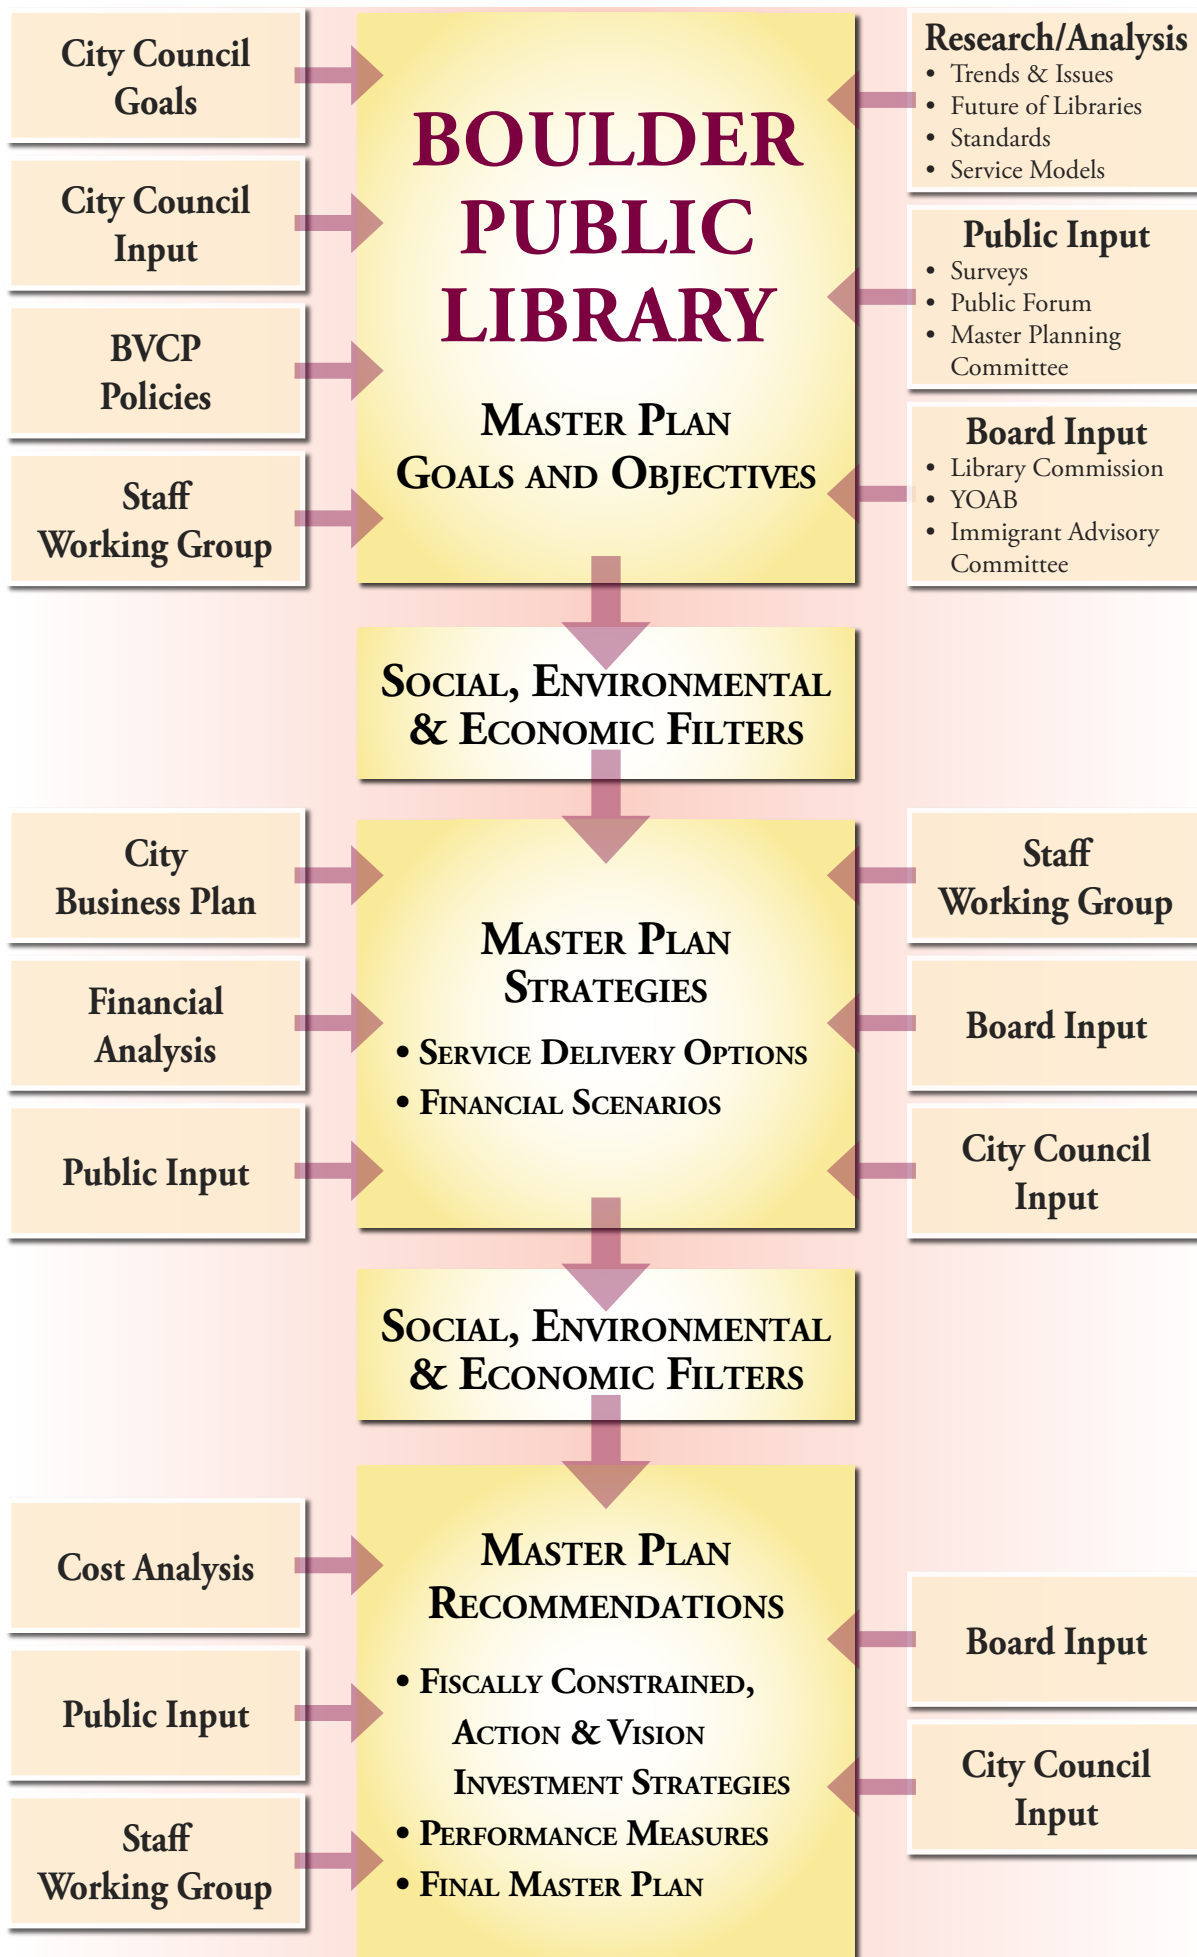 City Council
Goals
City Council
Input
BVCP
Policies
Staff
Working Group
BOULDER
PUBLIC
LIBRARY
MASTER PLAN
GOALS AND OBJECTIVES
Research/Analysis
• Trends & Issues
• Future of Libraries
• Standards
• Service Models
Public Input
• Surveys
• Public Forum
• Master Planning
Committee
Board Input
• Library Commission
• YOAB
• Immigrant Advisory
Committee
SOCIAL, ENVIRONMENTAL
& ECONOMIC FILTERS
City
Business Plan
Financial
Analysis
Public Input
MASTER PLAN
STRATEGIES
• SERVICE DELIVERY OPTIONS
• FINANCIAL SCENARIOS
Staff
Working Group
Board Input
City Council
Input
SOCIAL, ENVIRONMENTAL
& ECONOMIC FILTERS
Cost Analysis
Public Input
Staff
Working Group
MASTER PLAN
RECOMMENDATIONS
• FISCALLY CONSTRAINED,
ACTION & VISION
INVESTMENT STRATEGIES
• PERFORMANCE MEASURES
• FINAL MASTER PLAN
Board Input
City Council
Input